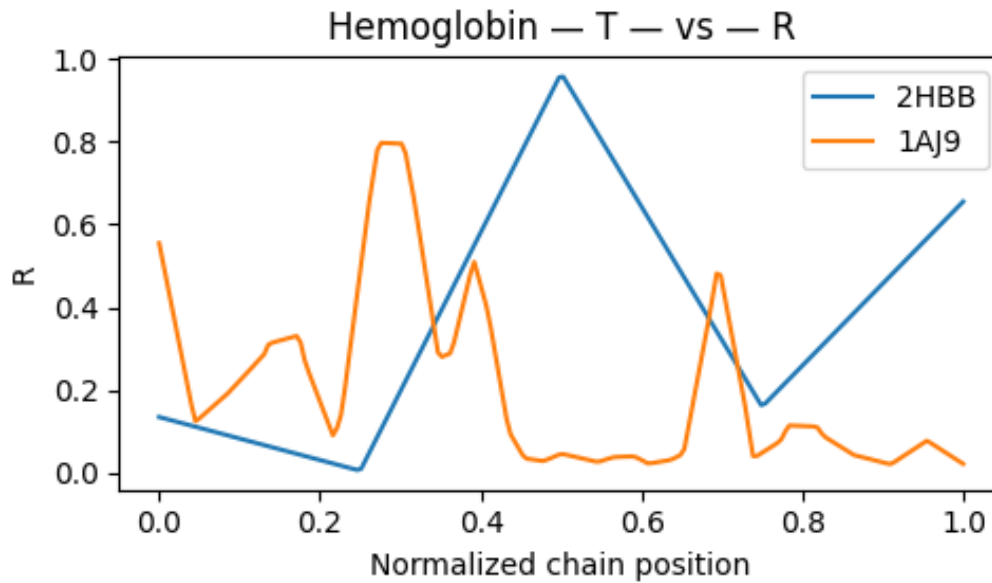 Hemoglobin — T — vs — R
1.0
0.8
0.6
0.4
0.2
0.0
R
2HBB
1AJ9
0.0 0.2 0.4 0.6 0.8 1.0
Normalized chain position